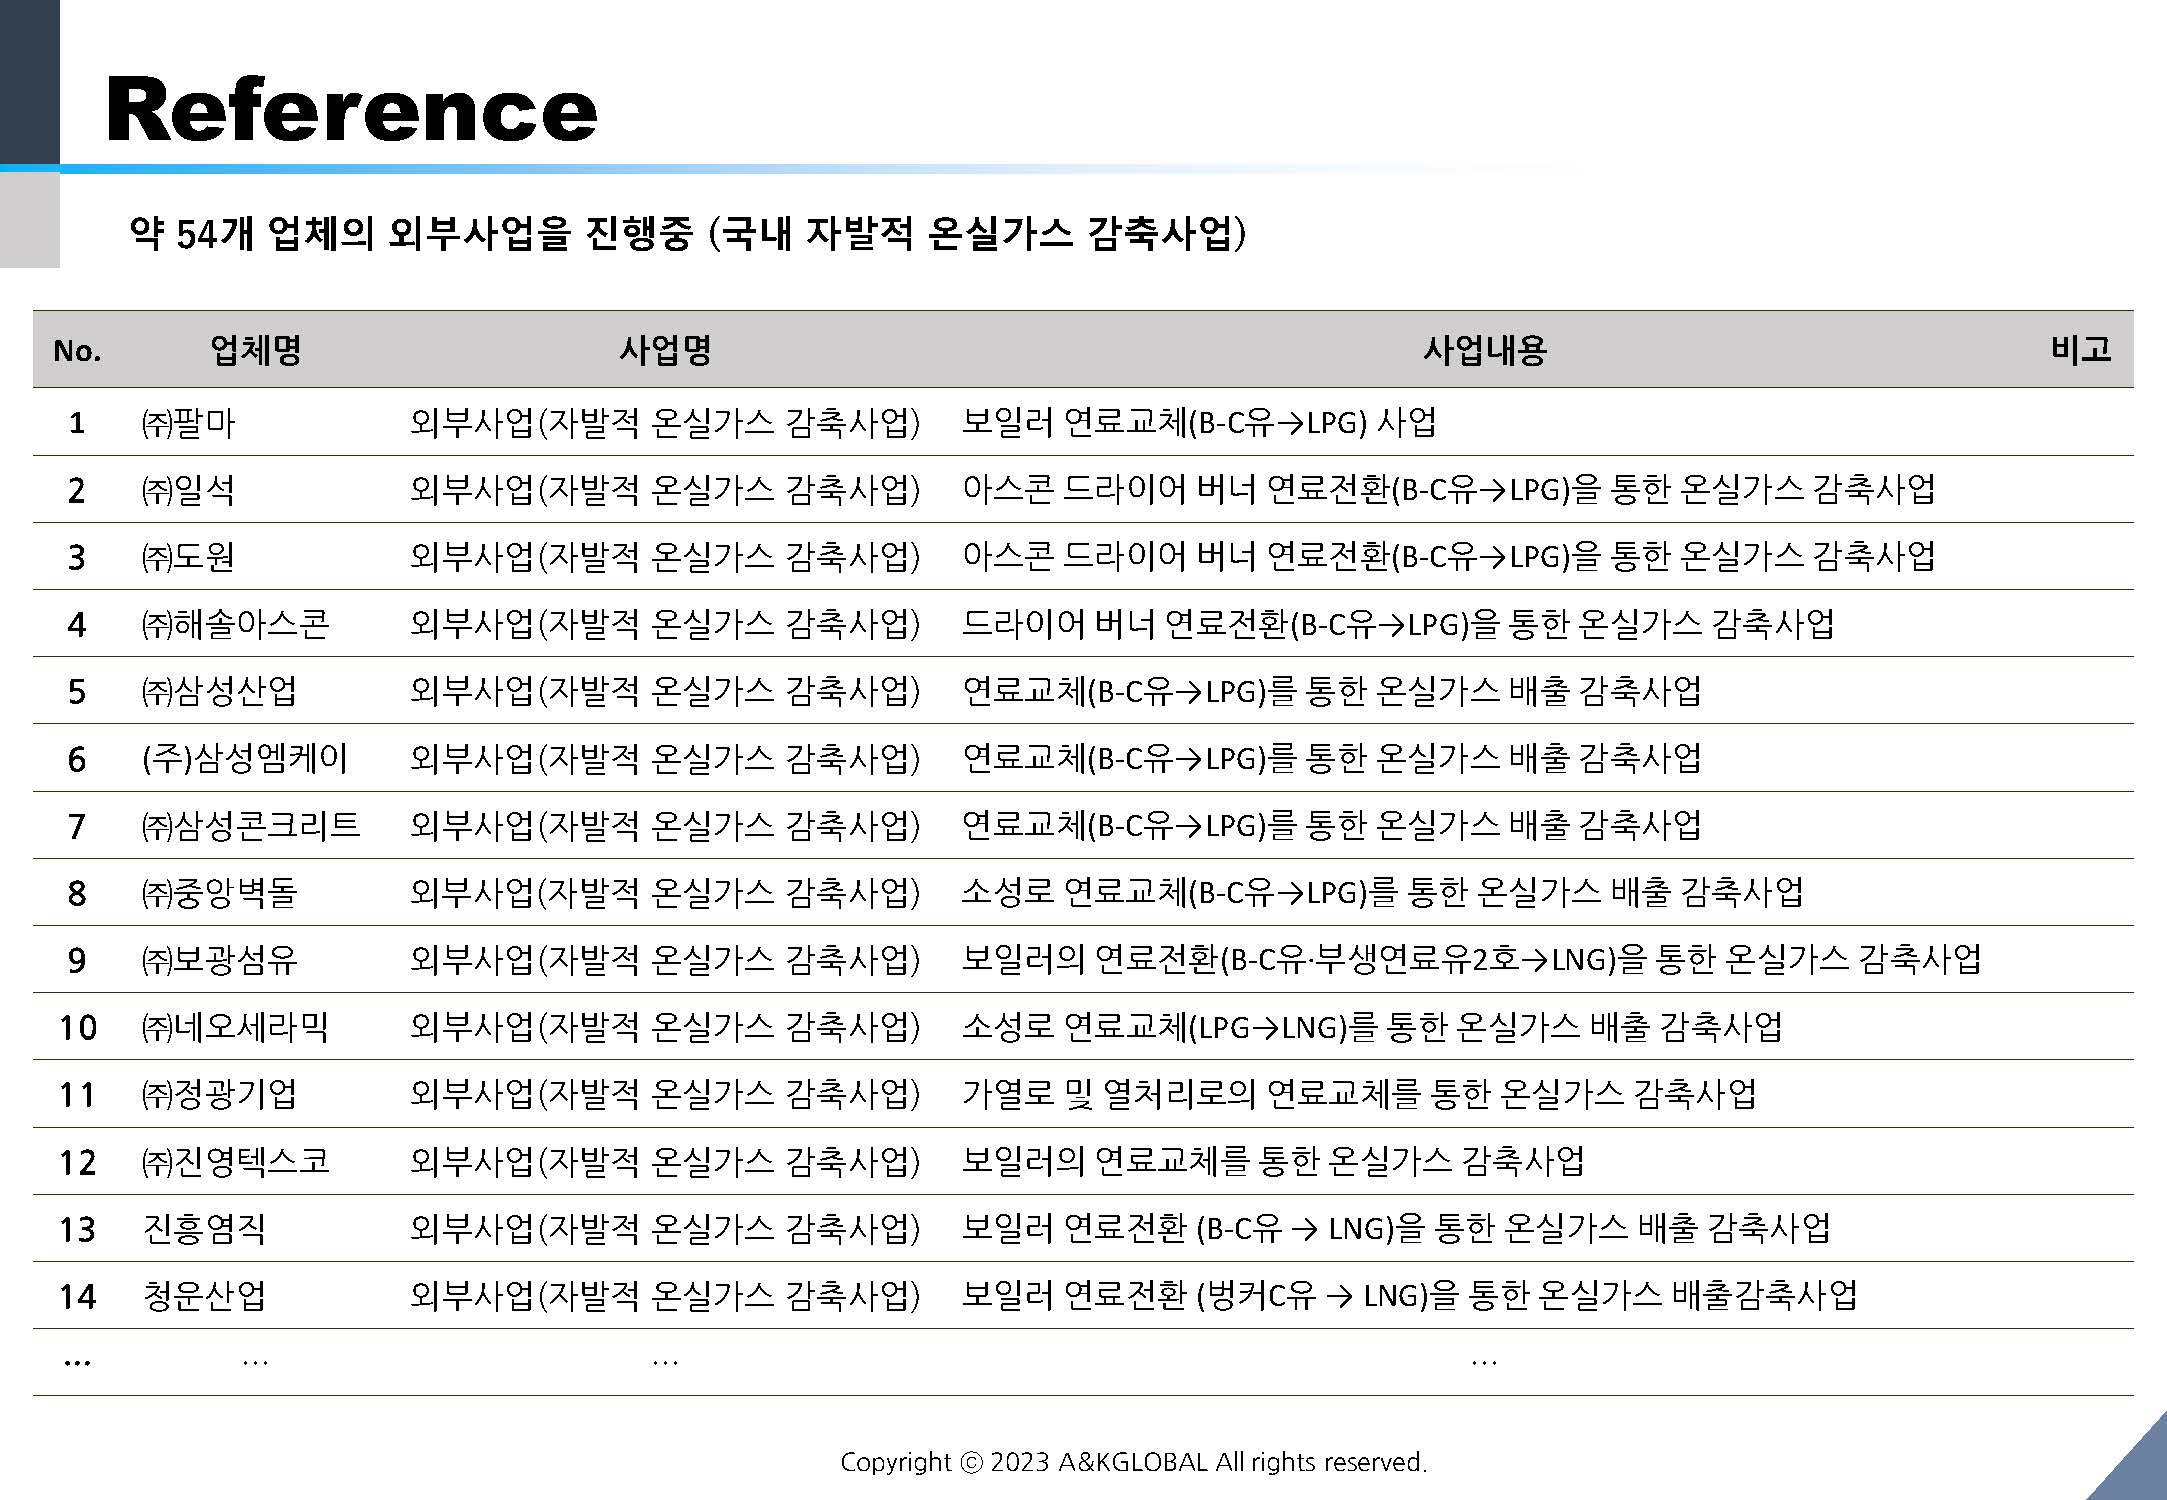 Reference
약 54개 업체의 외부사업을 진행중 (국내 자발적 온실가스 감축사업)
No. 업체명 사업명 사업내용 비고
1 ㈜팔마 외부사업(자발적 온실가스 감축사업) 보일러 연료교체(B-C유→LPG) 사업
2 ㈜일석 외부사업(자발적 온실가스 감축사업) 아스콘 드라이어 버너 연료전환(B-C유→LPG)을 통한 온실가스 감축사업
3 ㈜도원 외부사업(자발적 온실가스 감축사업) 아스콘 드라이어 버너 연료전환(B-C유→LPG)을 통한 온실가스 감축사업
4 ㈜해솔아스콘 외부사업(자발적 온실가스 감축사업) 드라이어 버너 연료전환(B-C유→LPG)을 통한 온실가스 감축사업
5 ㈜삼성산업 외부사업(자발적 온실가스 감축사업) 연료교체(B-C유→LPG)를 통한 온실가스 배출 감축사업
6 (주)삼성엠케이 외부사업(자발적 온실가스 감축사업) 연료교체(B-C유→LPG)를 통한 온실가스 배출 감축사업
7 ㈜삼성콘크리트 외부사업(자발적 온실가스 감축사업) 연료교체(B-C유→LPG)를 통한 온실가스 배출 감축사업
8 ㈜중앙벽돌 외부사업(자발적 온실가스 감축사업) 소성로 연료교체(B-C유→LPG)를 통한 온실가스 배출 감축사업
9 ㈜보광섬유 외부사업(자발적 온실가스 감축사업) 보일러의 연료전환(B-C유·부생연료유2호→LNG)을 통한 온실가스 감축사업
10 ㈜네오세라믹 외부사업(자발적 온실가스 감축사업) 소성로 연료교체(LPG→LNG)를 통한 온실가스 배출 감축사업
11 ㈜정광기업 외부사업(자발적 온실가스 감축사업) 가열로 및 열처리로의 연료교체를 통한 온실가스 감축사업
12 ㈜진영텍스코 외부사업(자발적 온실가스 감축사업) 보일러의 연료교체를 통한 온실가스 감축사업
13 진흥염직 외부사업(자발적 온실가스 감축사업) 보일러 연료전환 (B-C유 → LNG)을 통한 온실가스 배출 감축사업
14 청운산업 외부사업(자발적 온실가스 감축사업) 보일러 연료전환 (벙커C유 → LNG)을 통한 온실가스 배출감축사업
… … … …
Copyright ⓒ 2023 A&KGLOBAL All rights reserved.